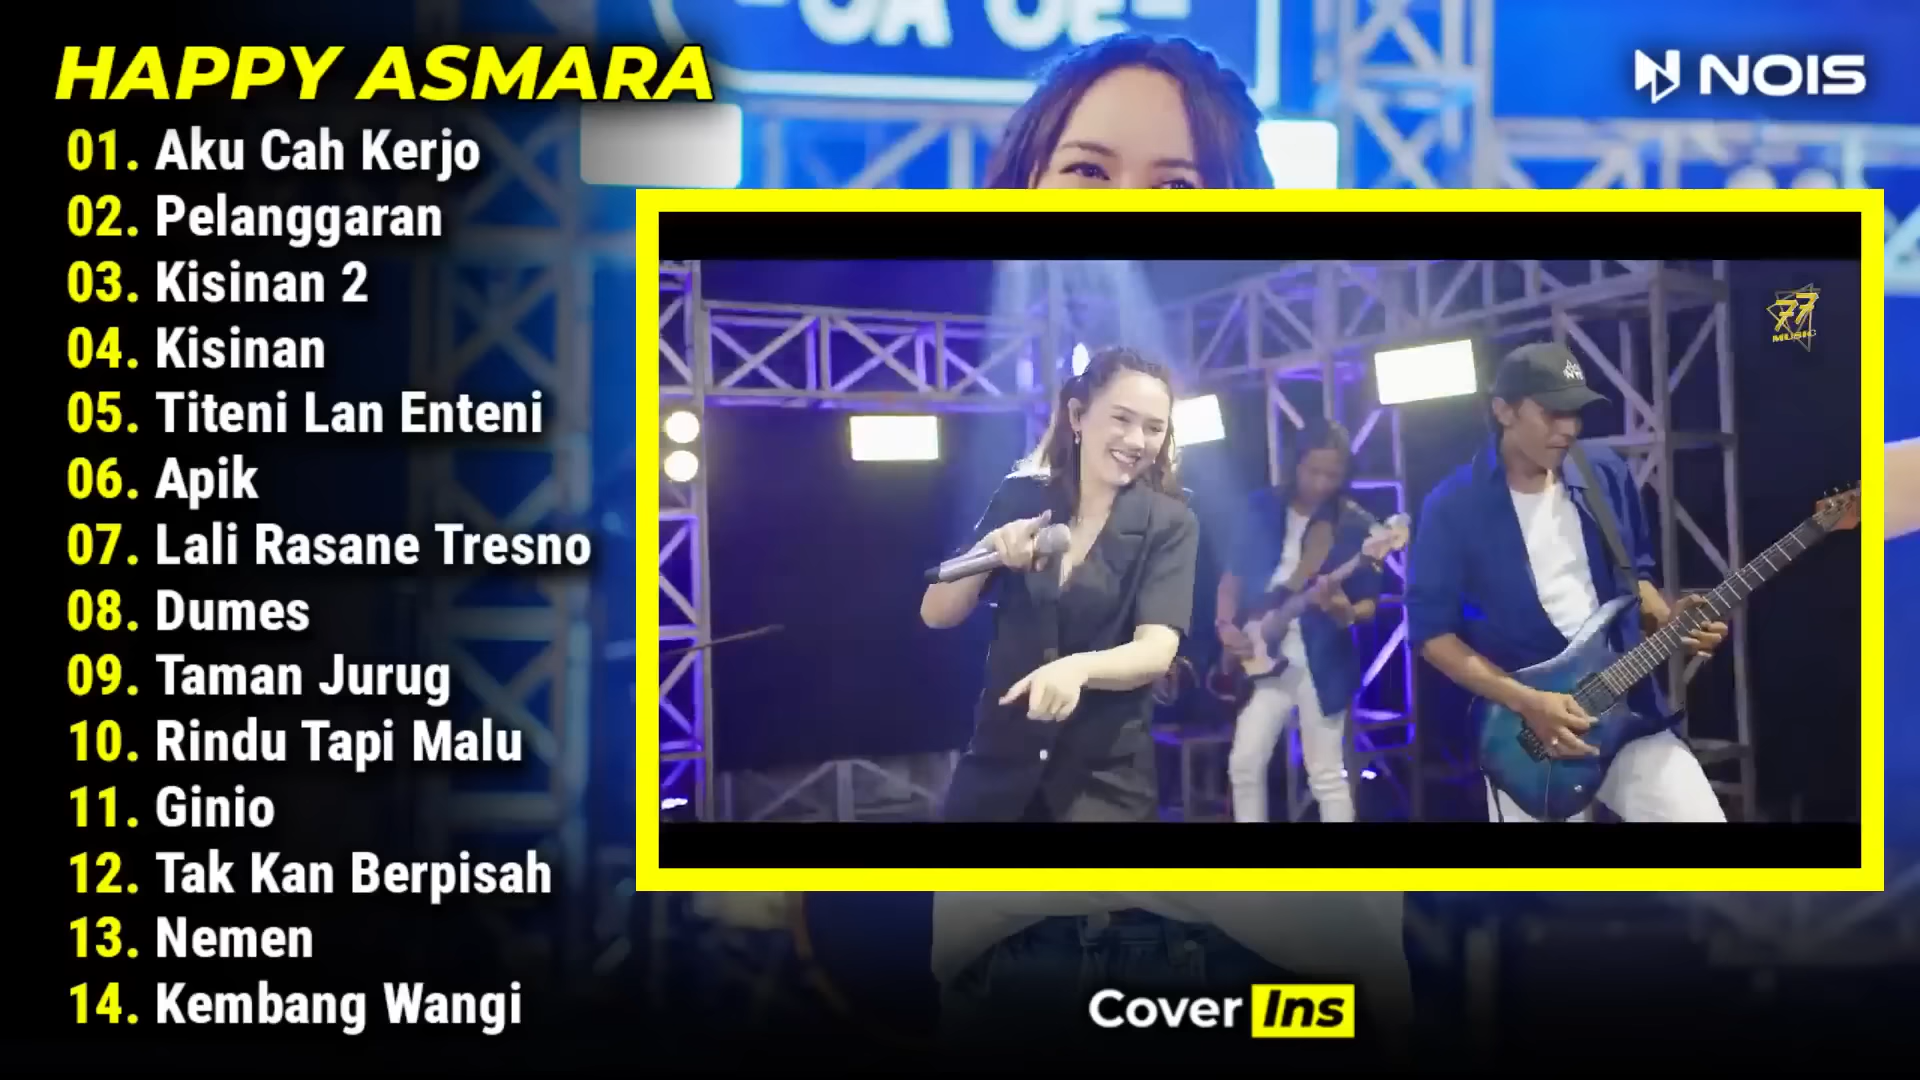 HAPPY ASMARA
01. Aku Cah Kerjo
02. Pelanggaran
03. Kisinan 2
04. Kisinan
05. Titeni Lan Enteni
06. Apik
07. Lali Rasane Tresno
08. Dumes
09. Taman Jurug
10. Rindu Tapi Malu
11. Ginio
12. Tak Kan Berpisah
13. Nemen
14. Kembang Wangi
NOIS
77
MUSIC
Cover Ins